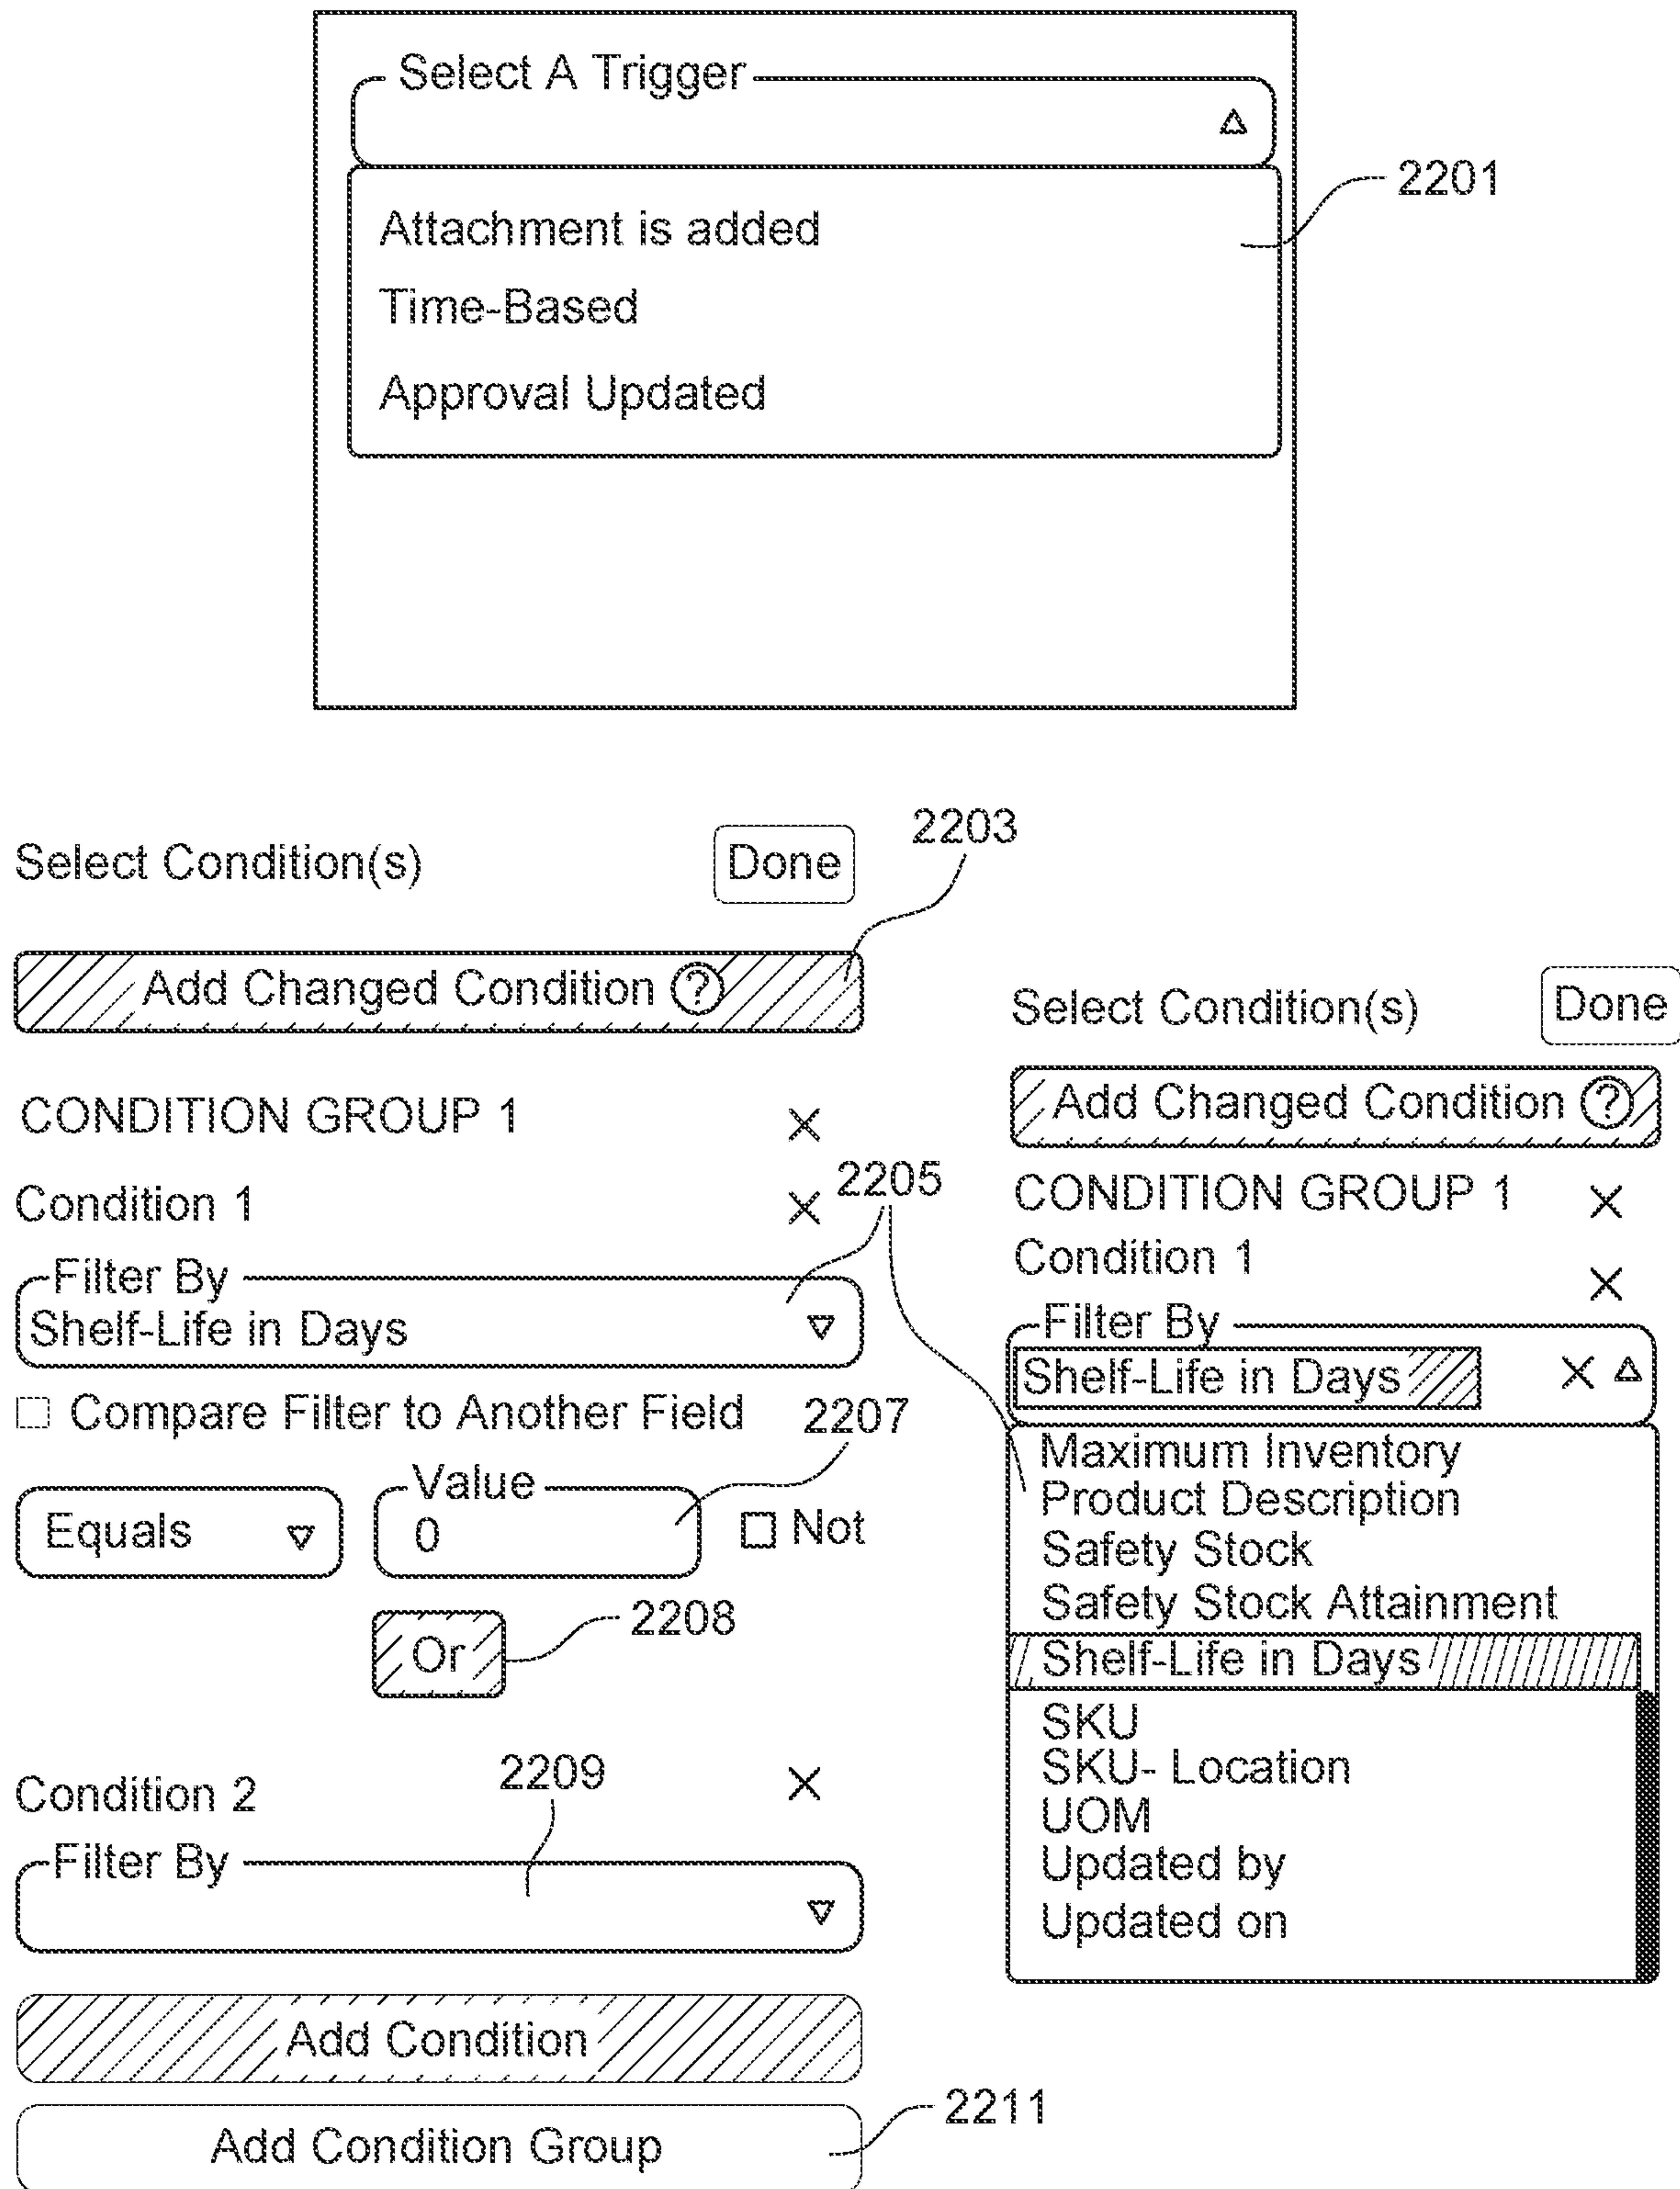 Select A Trigger
2201
Attachment is added
Time-Based
Approval Updated
2203
Select Condition(s)
Done
Add Changed Condition ?
CONDITION GROUP 1
Condition 1
2205
Filter By
Shelf-Life in Days
Compare Filter to Another Field
2207
Equals
Value
0
Not
Or
2208
Condition 2
2209
Filter By
Add Condition
Add Condition Group
2211
Select Condition(s)
Done
Add Changed Condition ?
CONDITION GROUP 1
Condition 1
Filter By
Shelf-Life in Days
Maximum Inventory
Product Description
Safety Stock
Safety Stock Attainment
Shelf-Life in Days
SKU
SKU- Location
UOM
Updated by
Updated on